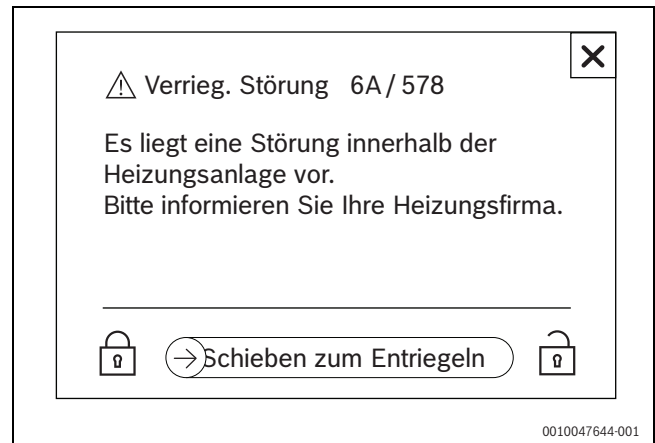 Verrieg. Störung 6A / 578
Es liegt eine Störung innerhalb der
Heizungsanlage vor.
Bitte informieren Sie Ihre Heizungsfirma.
Schieben zum Entriegeln
0010047644-001